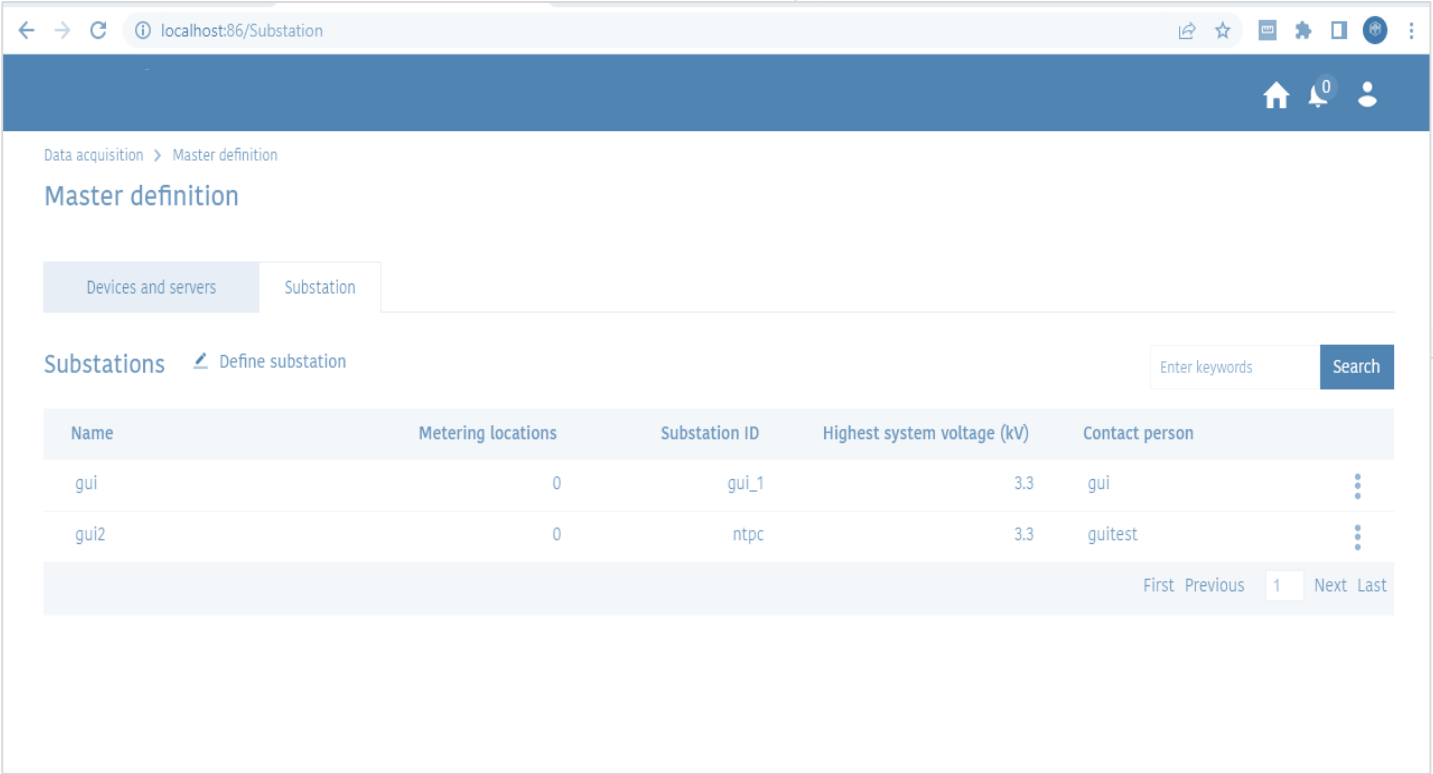 localhost:86/Substation
0
Data acquisition > Master definition
Master definition
Devices and servers Substation
Substations Define substation Enter keywords Search
Name Metering locations Substation ID Highest system voltage (kV) Contact person
gui 0 gui_1 3.3 gui
gui2 0 ntpc 3.3 guitest
First Previous 1 Next Last